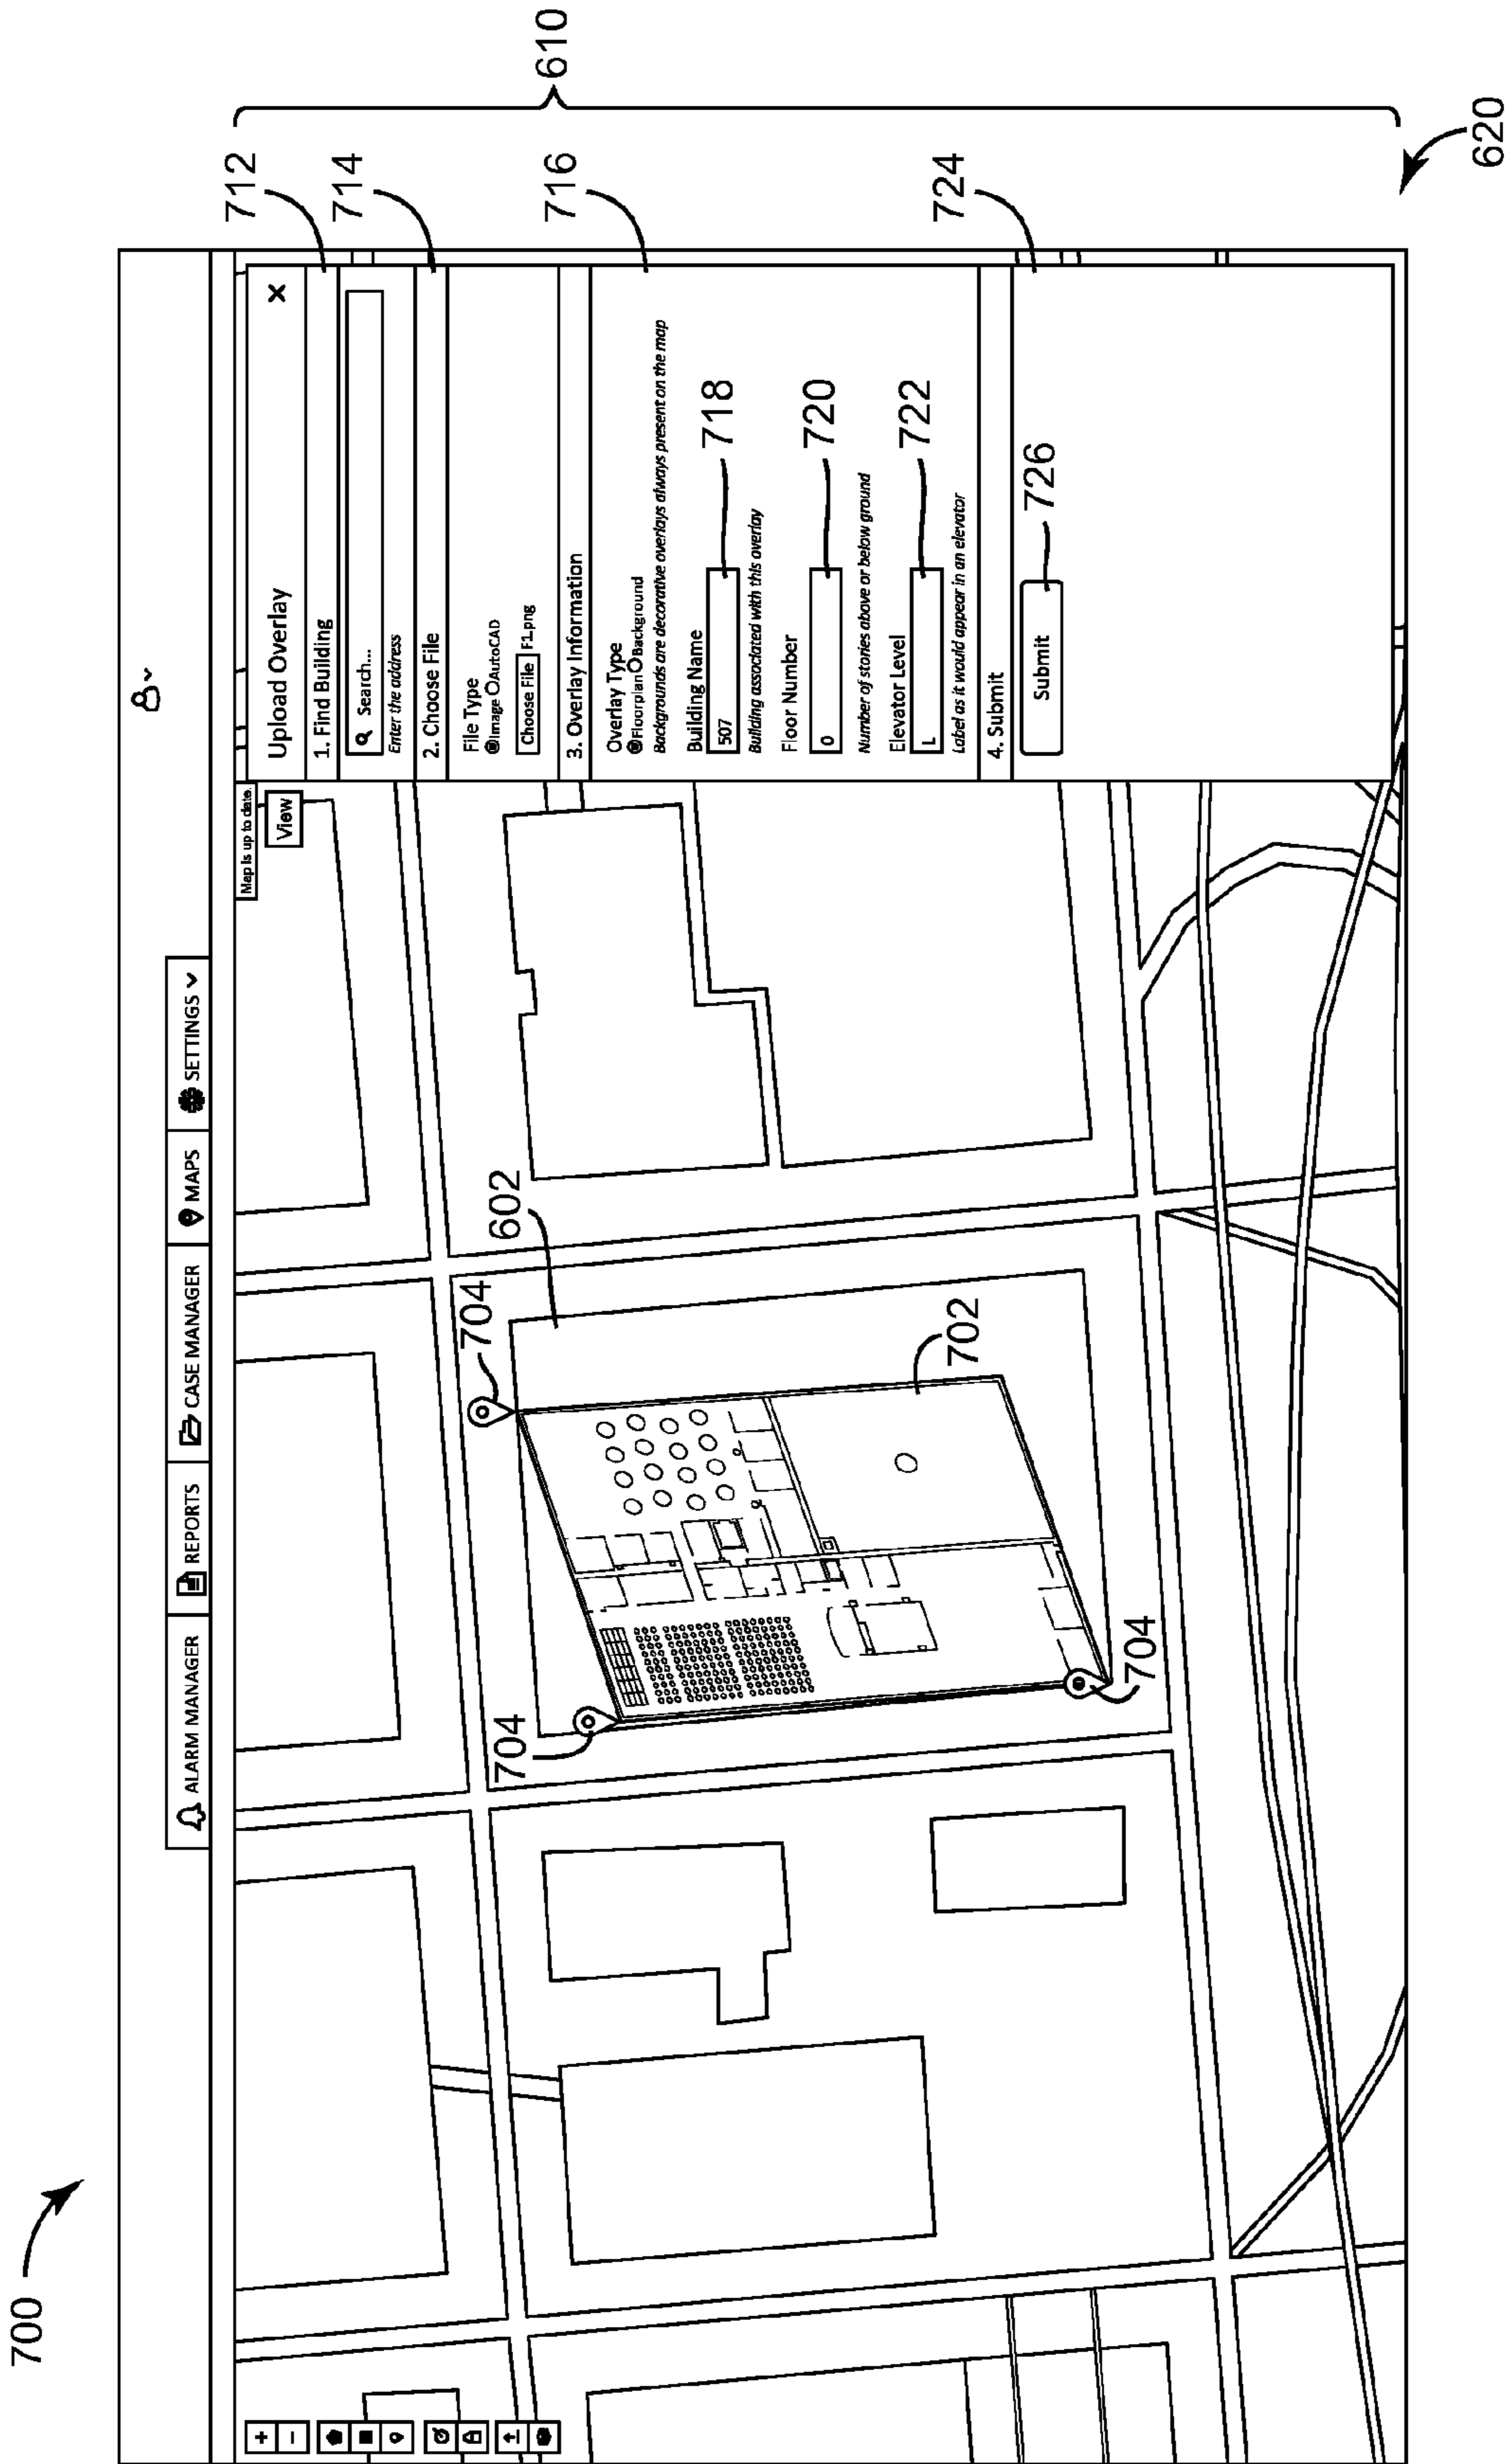 700
ALARM MANAGER
REPORTS
CASE MANAGER
MAPS
SETTINGS
Map is up to date.
View
Upload Overlay
1. Find Building
Search...
Enter the address
2. Choose File
File Type
Image AutoCAD
Choose File F1.png
3. Overlay Information
Overlay Type
Floorplan Background
Backgrounds are decorative overlays always present on the map
Building Name
507
Building associated with this overlay
Floor Number
0
Number of stories above or below ground
Elevator Level
L
Label as it would appear in an elevator
4. Submit
Submit
704
704
704
602
702
712
714
716
718
720
722
724
726
610
620